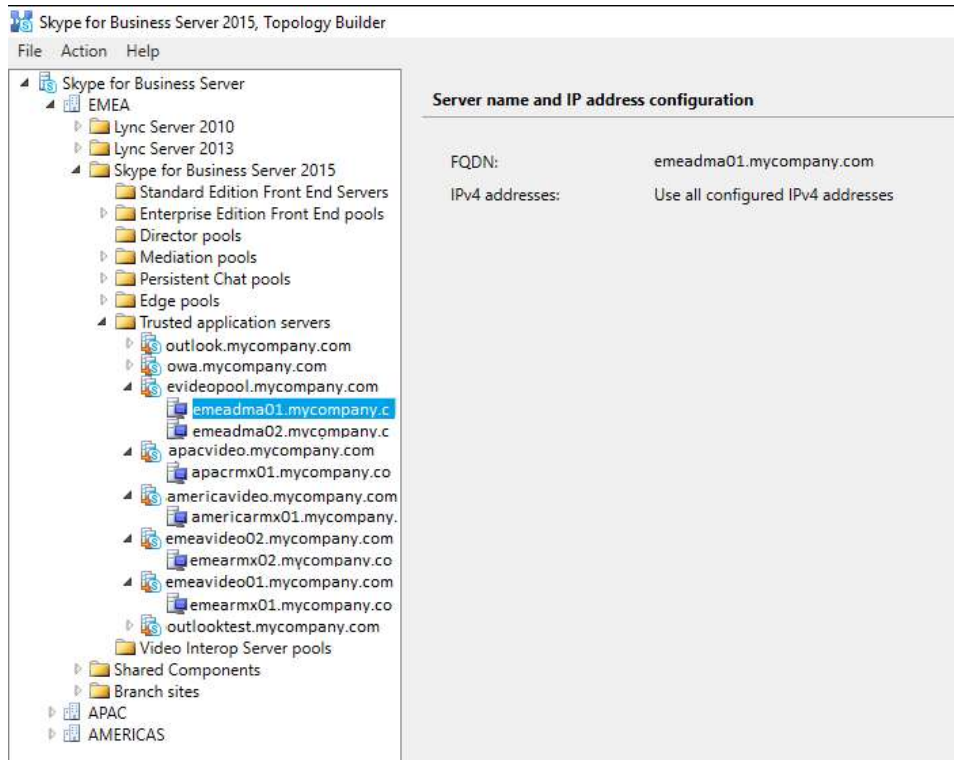 Skype for Business Server 2015, Topology Builder
File Action Help
Skype for Business Server
EMEA
Lync Server 2010
Lync Server 2013
Skype for Business Server 2015
Standard Edition Front End Servers
Enterprise Edition Front End pools
Director pools
Mediation pools
Persistent Chat pools
Edge pools
Trusted application servers
outlook.mycompany.com
owa.mycompany.com
evideopool.mycompany.com
emeadma01.mycompany.c
emeadma02.mycompany.c
apacvideo.mycompany.com
apacrmx01.mycompany.co
americavideo.mycompany.com
americarmx01.mycompany.
emeavideo02.mycompany.com
emearmx02.mycompany.co
emeavideo01.mycompany.com
emearmx01.mycompany.co
outlooktest.mycompany.com
Video Interop Server pools
Shared Components
Branch sites
APAC
AMERICAS
Server name and IP address configuration
FQDN: emeadma01.mycompany.com
IPv4 addresses: Use all configured IPv4 addresses